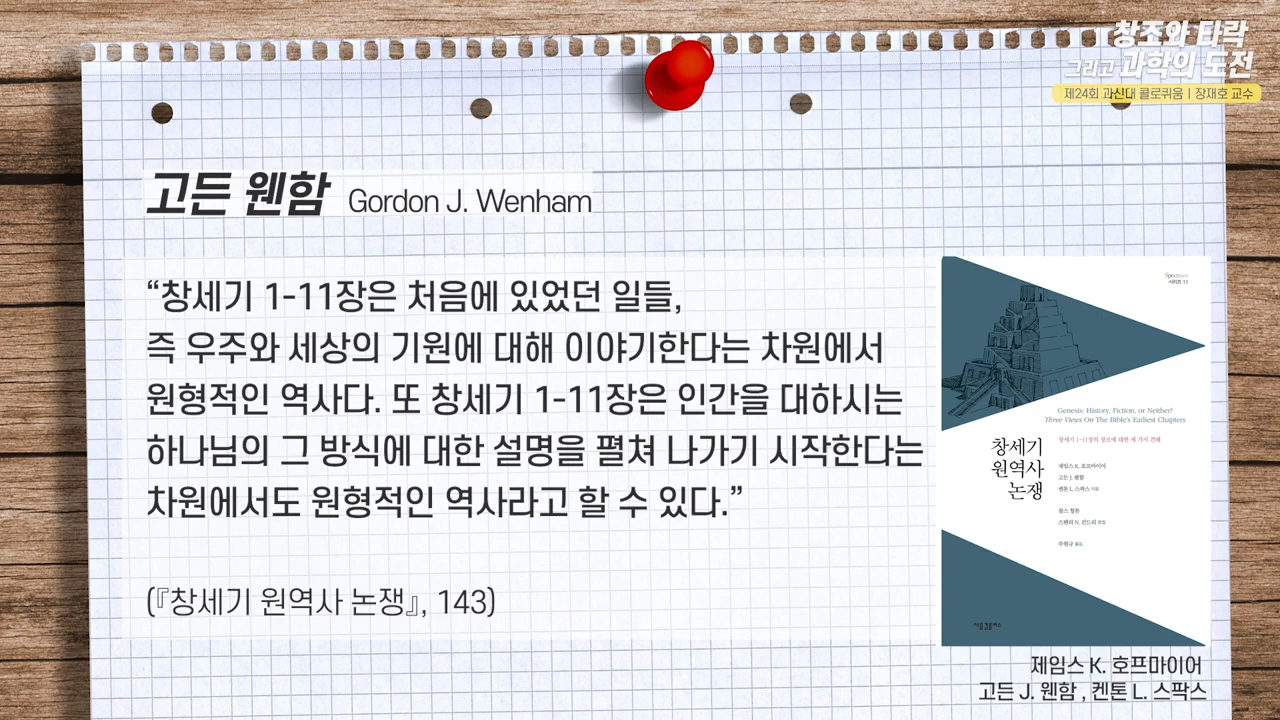 창조와 타락
그리고 과학의 도전
제24회 과신대 콜로퀴움 | 장재호 교수
고든 웬함 Gordon J. Wenham
“창세기 1-11장은 처음에 있었던 일들,
즉 우주와 세상의 기원에 대해 이야기한다는 차원에서
원형적인 역사다. 또 창세기 1-11장은 인간을 대하시는
하나님의 그 방식에 대한 설명을 펼쳐 나가기 시작한다는
차원에서도 원형적인 역사라고 할 수 있다.”
(『창세기 원역사 논쟁』, 143)
Spectrum
시리즈 11
Genesis: History, Fiction, or Neither?
Three Views On The Bible's Earliest Chapters
창세기 1-11장의 장르에 대한 세 가지 견해
창세기
원역사
논쟁
제임스 K. 호프마이어
고든 J. 웬함
켄톤 L. 스팍스 지음
찰스 할톤
스탠리 N. 건드리 편집
주현규 옮김
새물결플러스
제임스 K. 호프마이어
고든 J. 웬함 , 켄톤 L. 스팍스